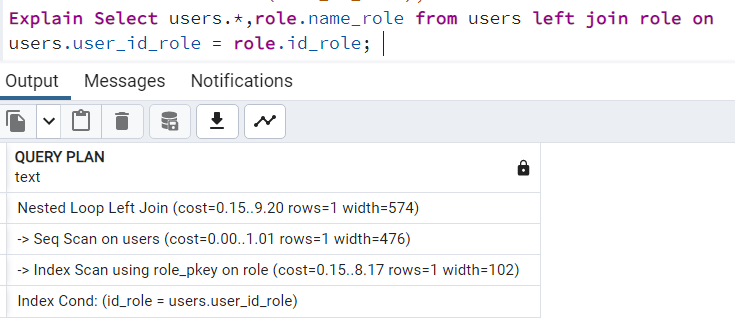 Explain Select users.*,role.name_role from users left join role on
users.user_id_role = role.id_role;
Output Messages Notifications
QUERY PLAN
text
Nested Loop Left Join (cost=0.15..9.20 rows=1 width=574)
-> Seq Scan on users (cost=0.00..1.01 rows=1 width=476)
-> Index Scan using role_pkey on role (cost=0.15..8.17 rows=1 width=102)
Index Cond: (id_role = users.user_id_role)